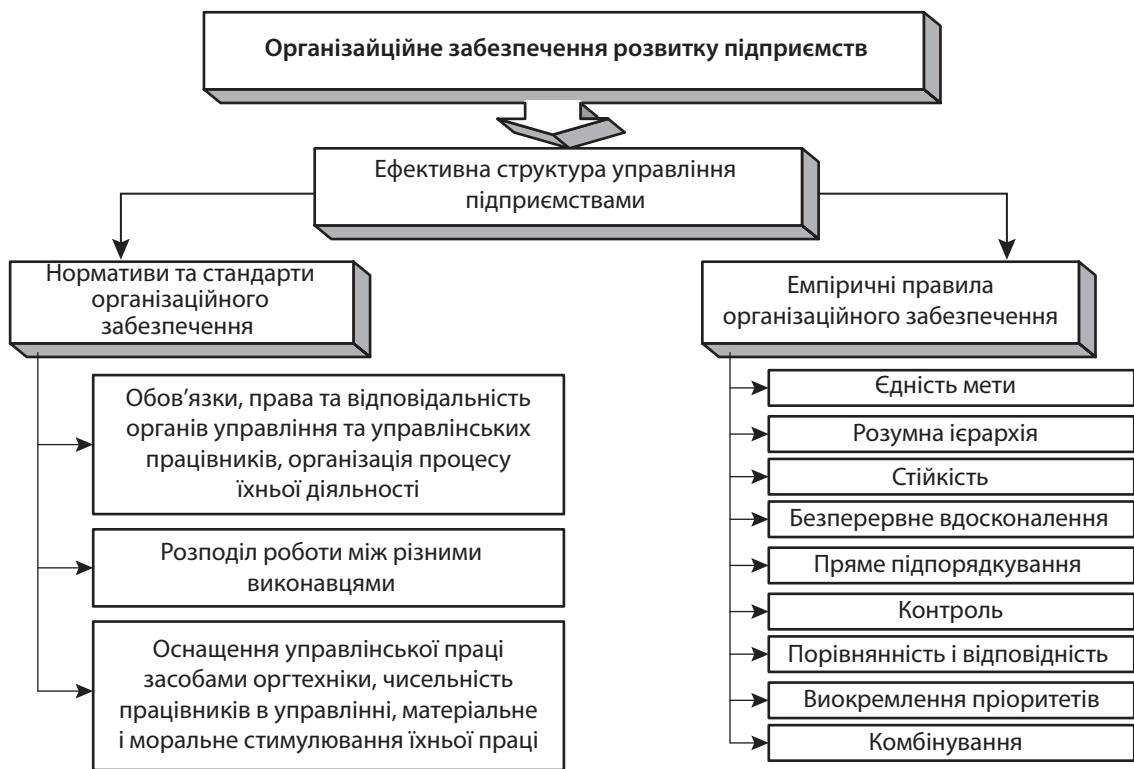 Організайційне забезпечення розвитку підприємств
Ефективна структура управління
підприємствами
Нормативи та стандарти
організаційного
забезпечення
Обов’язки, права та відповідальність
органів управління та управлінських
працівників, організація процесу
їхньої діяльності
Розподіл роботи між різними
виконавцями
Оснащення управлінської праці
засобами оргтехніки, чисельність
працівників в управлінні, матеріальне
і моральне стимулювання їхньої праці
Емпіричні правила
організаційного забезпечення
Єдність мети
Розумна ієрархія
Стійкість
Безперервне вдосконалення
Пряме підпорядкування
Контроль
Порівнянність і відповідність
Виокремлення пріоритетів
Комбінування